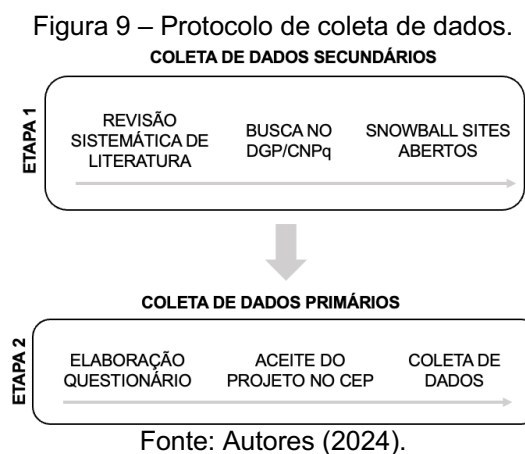 Figura 9 – Protocolo de coleta de dados.
COLETA DE DADOS SECUNDÁRIOS
ETAPA 1
REVISÃO
SISTEMÁTICA DE
LITERATURA
BUSCA NO
DGP/CNPq
SNOWBALL SITES
ABERTOS
COLETA DE DADOS PRIMÁRIOS
ETAPA 2
ELABORAÇÃO
QUESTIONÁRIO
ACEITE DO
PROJETO NO CEP
COLETA DE
DADOS
Fonte: Autores (2024).